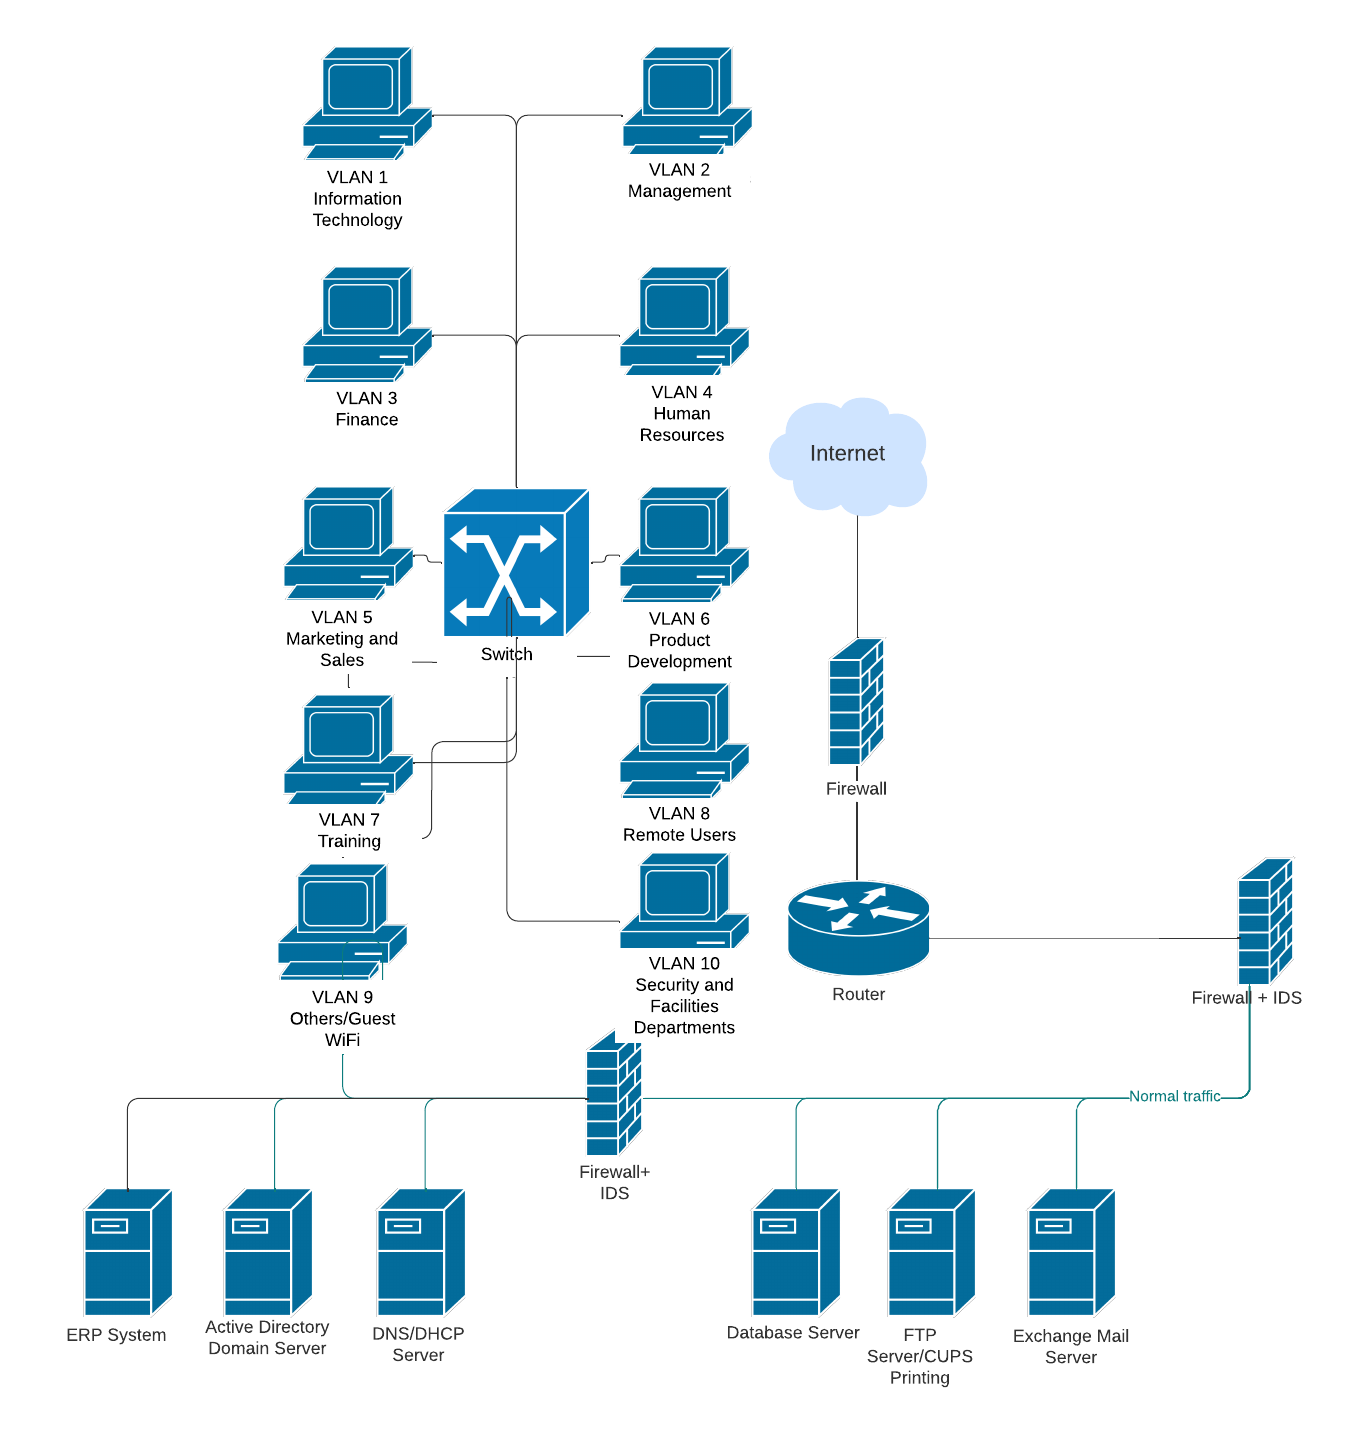 VLAN 1
Information
Technology
VLAN 2
Management
VLAN 3
Finance
VLAN 4
Human
Resources
Internet
VLAN 5
Marketing and
Sales
Switch
VLAN 6
Product
Development
Firewall
VLAN 7
Training
VLAN 8
Remote Users
VLAN 9
Others/Guest
WiFi
VLAN 10
Security and
Facilities
Departments
Router
Firewall + IDS
Normal traffic
Firewall+
IDS
ERP System
Active Directory
Domain Server
DNS/DHCP
Server
Database Server
FTP
Server/CUPS
Printing
Exchange Mail
Server